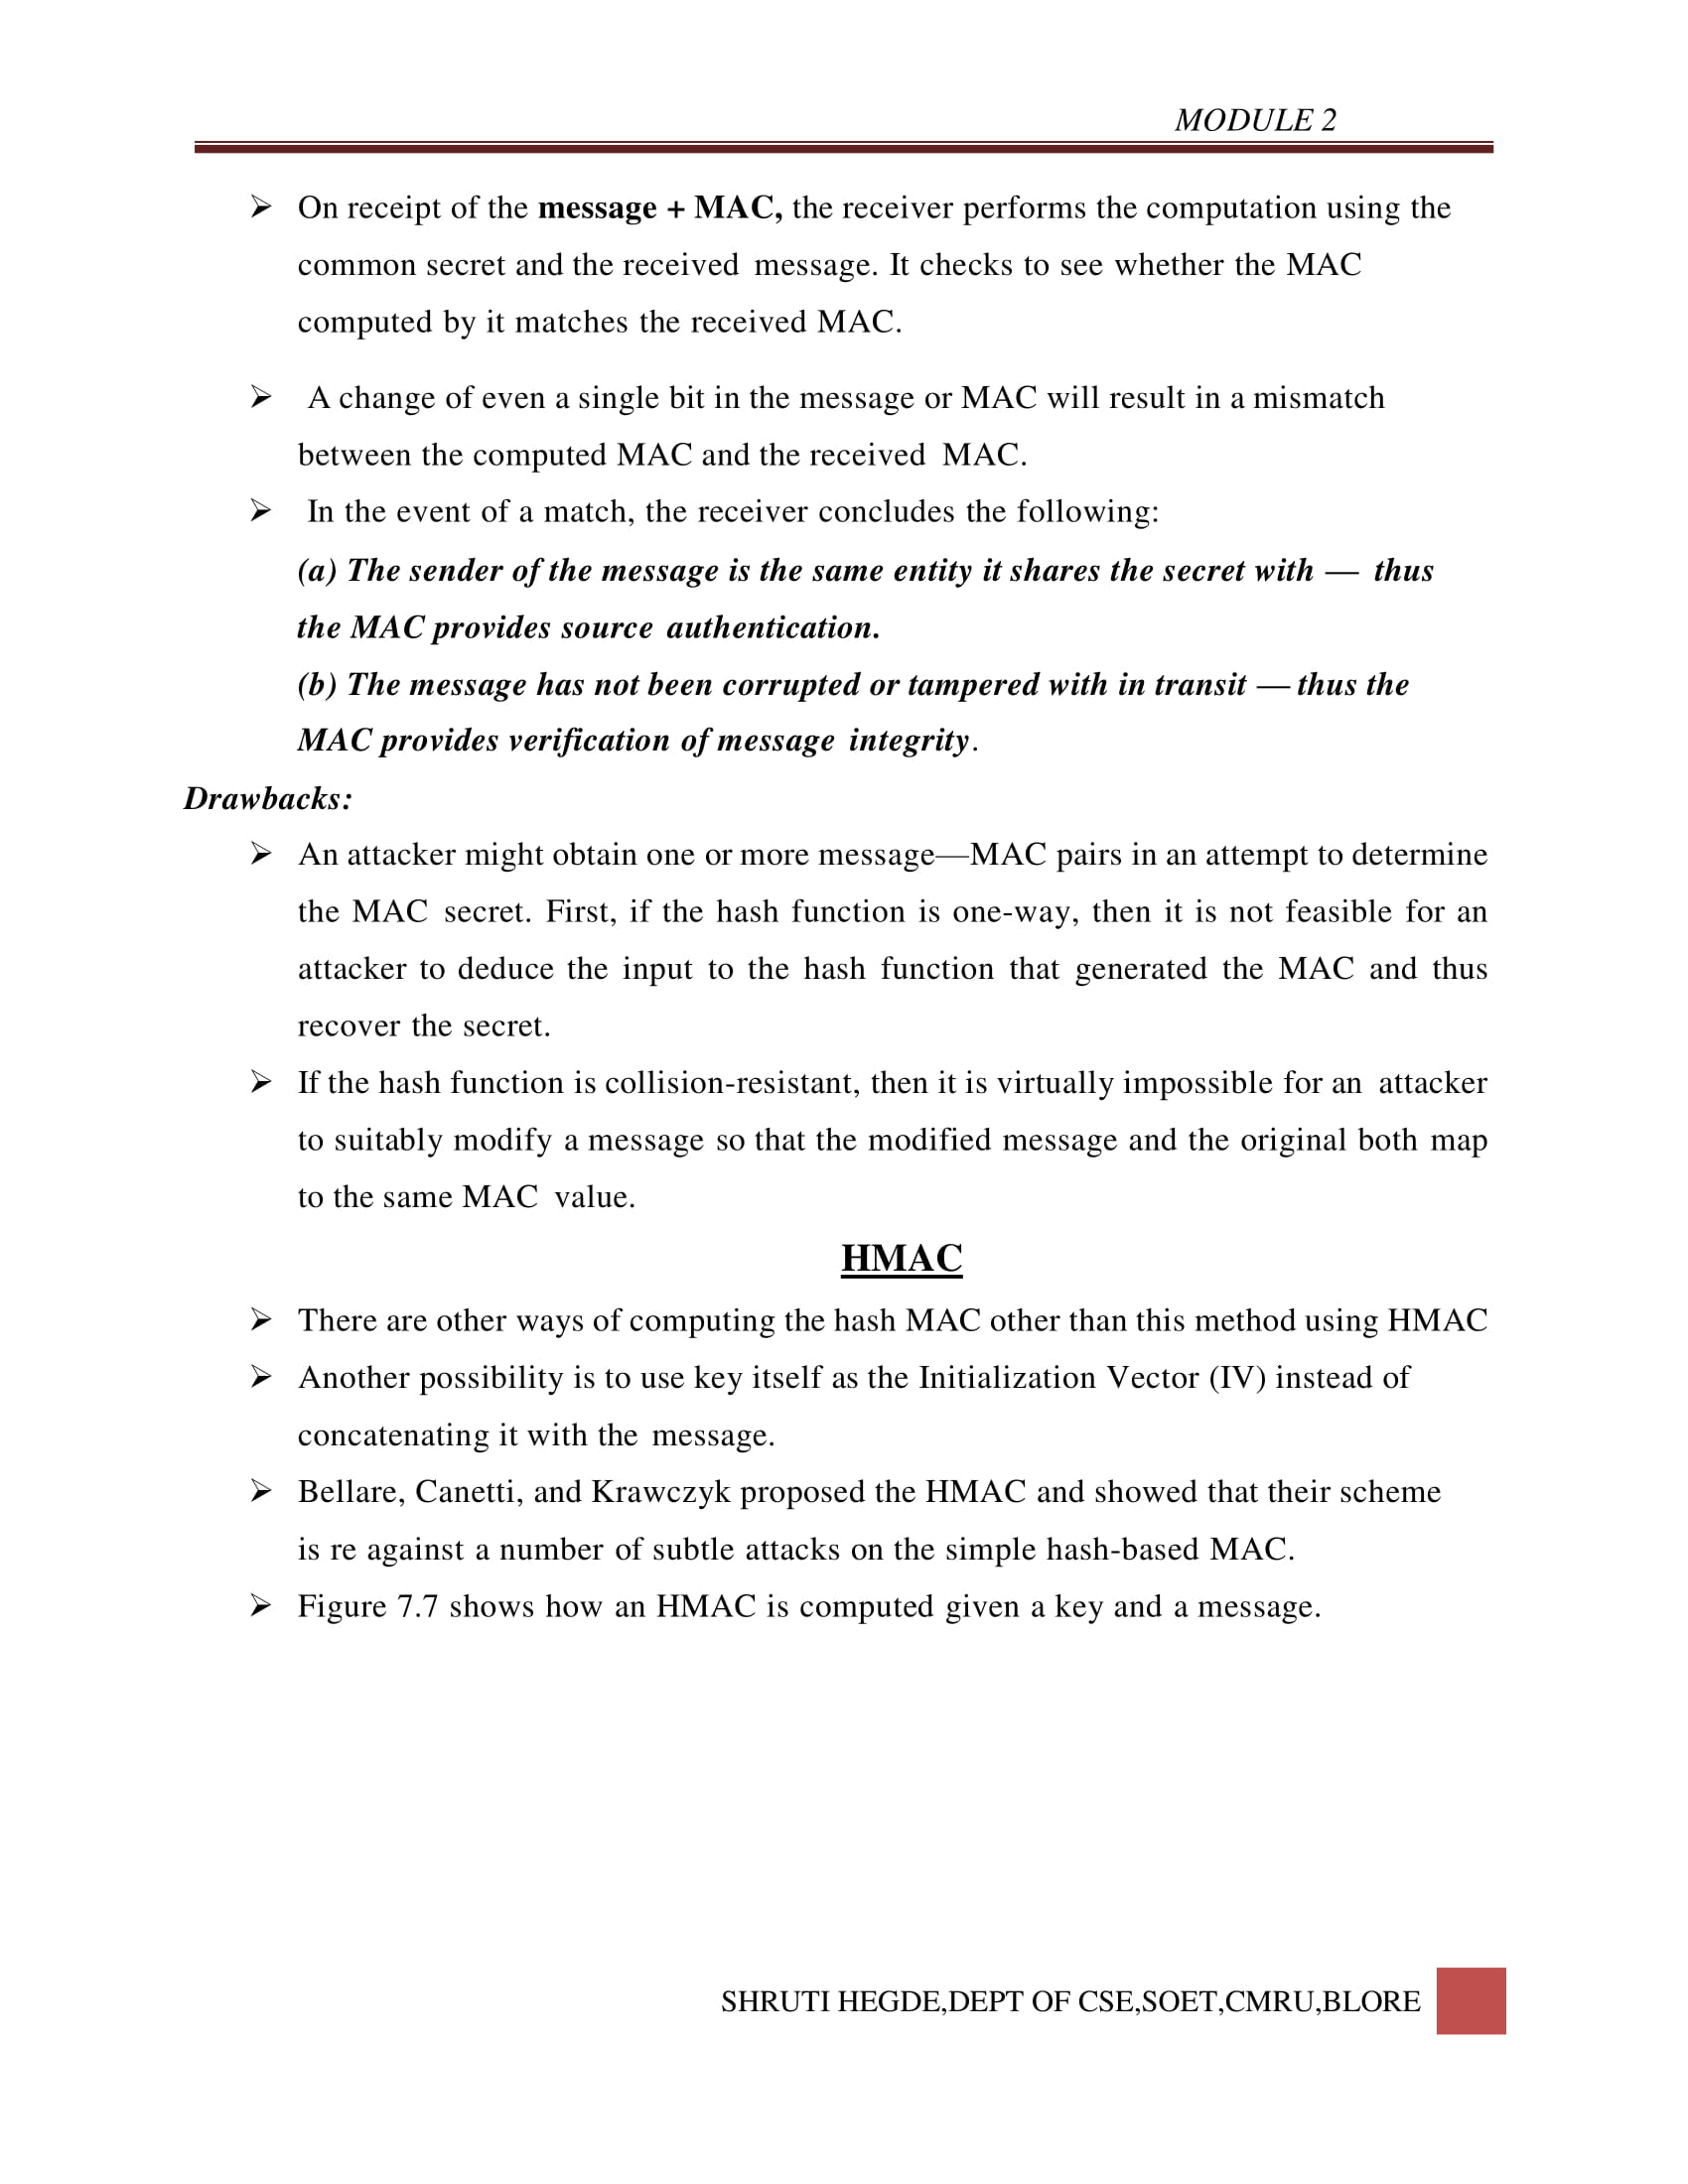 MODULE 2
➢ On receipt of the message + MAC, the receiver performs the computation using the
common secret and the received message. It checks to see whether the MAC
computed by it matches the received MAC.
➢ A change of even a single bit in the message or MAC will result in a mismatch
between the computed MAC and the received MAC.
➢ In the event of a match, the receiver concludes the following:
(a) The sender of the message is the same entity it shares the secret with — thus
the MAC provides source authentication.
(b) The message has not been corrupted or tampered with in transit — thus the
MAC provides verification of message integrity.
Drawbacks:
➢ An attacker might obtain one or more message—MAC pairs in an attempt to determine
the MAC secret. First, if the hash function is one-way, then it is not feasible for an
attacker to deduce the input to the hash function that generated the MAC and thus
recover the secret.
➢ If the hash function is collision-resistant, then it is virtually impossible for an attacker
to suitably modify a message so that the modified message and the original both map
to the same MAC value.
HMAC
➢ There are other ways of computing the hash MAC other than this method using HMAC
➢ Another possibility is to use key itself as the Initialization Vector (IV) instead of
concatenating it with the message.
➢ Bellare, Canetti, and Krawczyk proposed the HMAC and showed that their scheme
is re against a number of subtle attacks on the simple hash-based MAC.
➢ Figure 7.7 shows how an HMAC is computed given a key and a message.
SHRUTI HEGDE,DEPT OF CSE,SOET,CMRU,BLORE